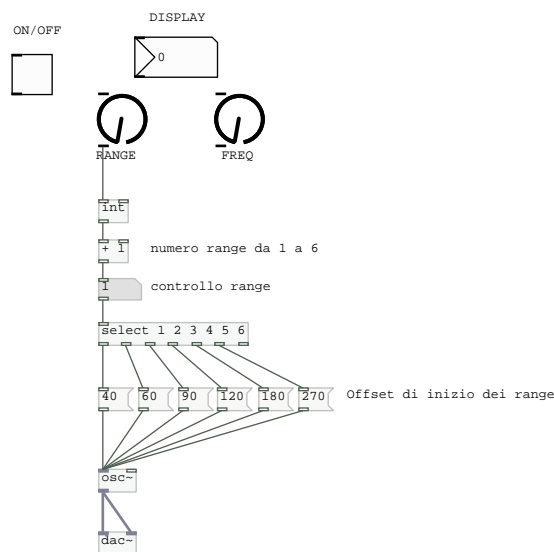 DISPLAY
ON/OFF
0
RANGE
FREQ
int
+ 1
numero range da 1 a 6
1
controllo range
select 1 2 3 4 5 6
40
60
90
120
180
270
Offset di inizio dei range
osc~
dac~